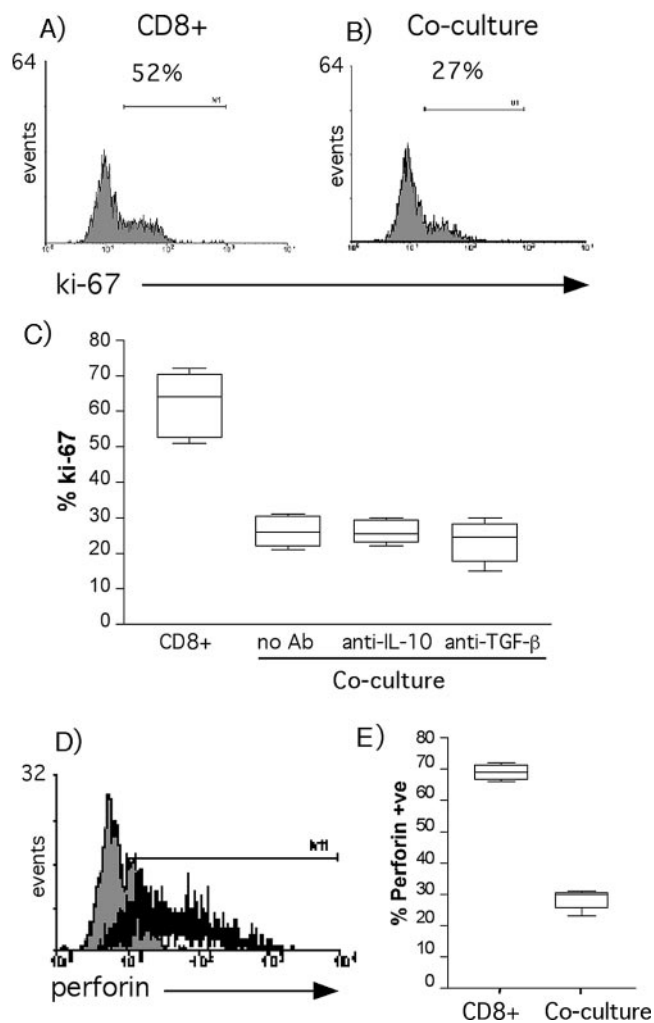 A) CD8+
B) Co-culture
64
52%
events
64
27%
events
ki-67
C)
80
70
60
50
40
30
20
10
0
% ki-67
CD8+
no Ab
anti-IL-10
anti-TGF-β
Co-culture
D)
32
events
perforin
E)
80
70
60
50
40
30
20
10
0
% Perforin +ve
CD8+
Co-culture